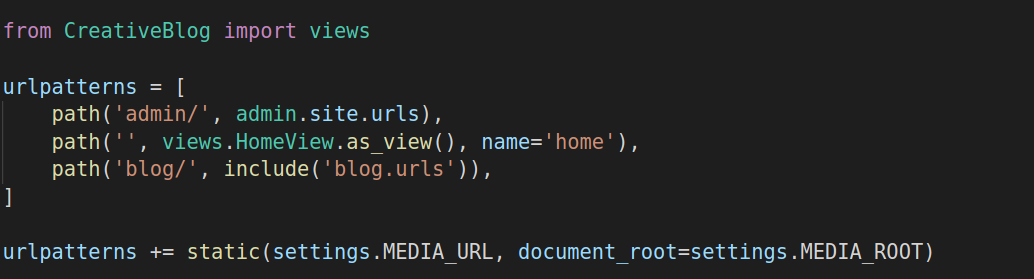 from CreativeBlog import views
urlpatterns = [
    path('admin/', admin.site.urls),
    path('', views.HomeView.as_view(), name='home'),
    path('blog/', include('blog.urls')),
]
urlpatterns += static(settings.MEDIA_URL, document_root=settings.MEDIA_ROOT)